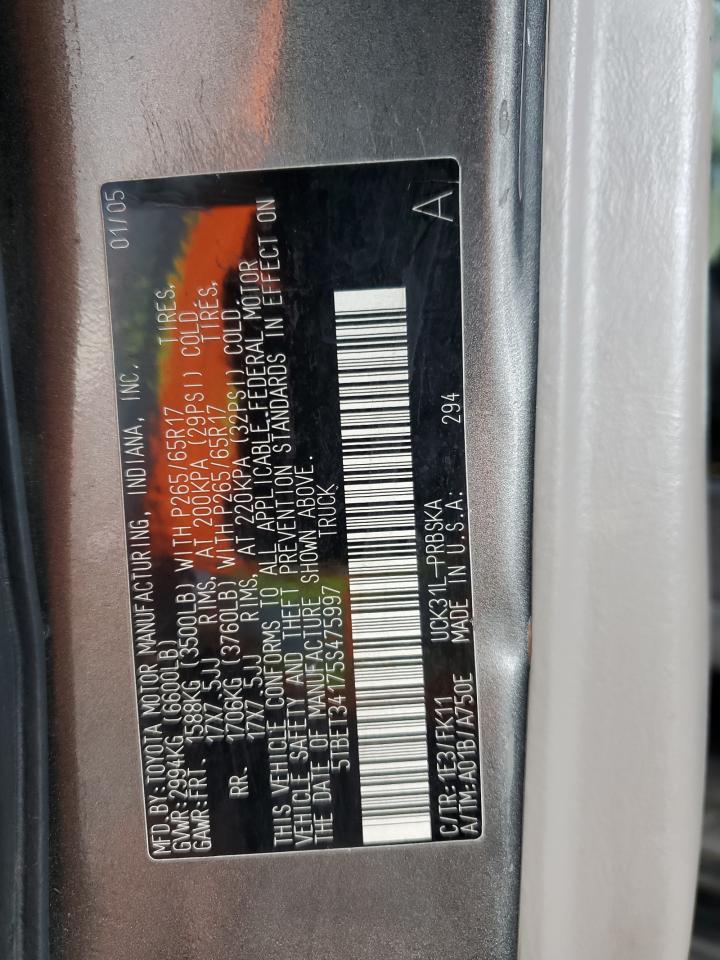 MFD.BY:TOYOTA MOTOR MANUFACTURING, INDIANA, INC. 01/05
GVWR:2994KG (6600LB)
GAWR:FRT. 1588KG (3500LB) WITH P265/65R17 TIRES,
17X7.5JJ RIMS, AT 200KPA (29PSI) COLD
RR. 1706KG (3760LB) WITH P265/65R17 TIRES,
17X7.5JJ RIMS, AT 220KPA (32PSI) COLD
THIS VEHICLE CONFORMS TO ALL APPLICABLE FEDERAL MOTOR
VEHICLE SAFETY AND THEFT PREVENTION STANDARDS IN EFFECT ON
THE DATE OF MANUFACTURE SHOWN ABOVE.
5TBET34175S475997 TRUCK
C/TR:1E3/FK11 UCK31L-PRBSKA
A/TM:A01B/A750E MADE IN U.S.A. 294
A